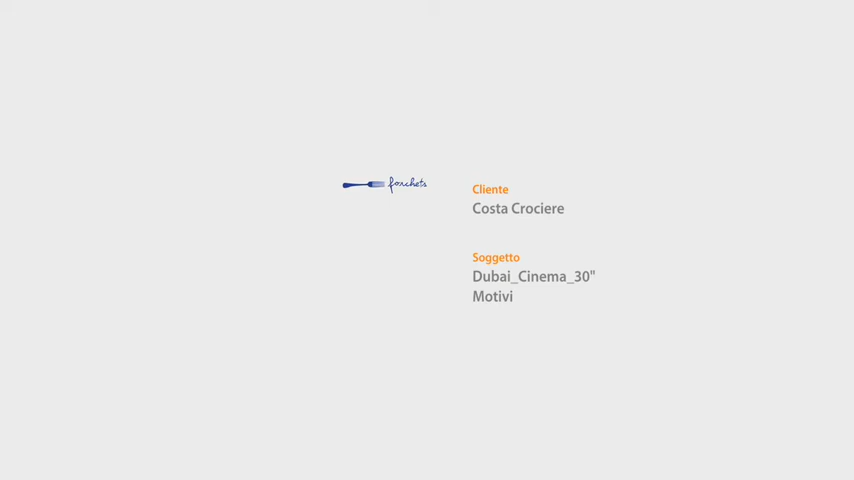 forchets
Cliente
Costa Crociere
Soggetto
Dubai_Cinema_30"
Motivi